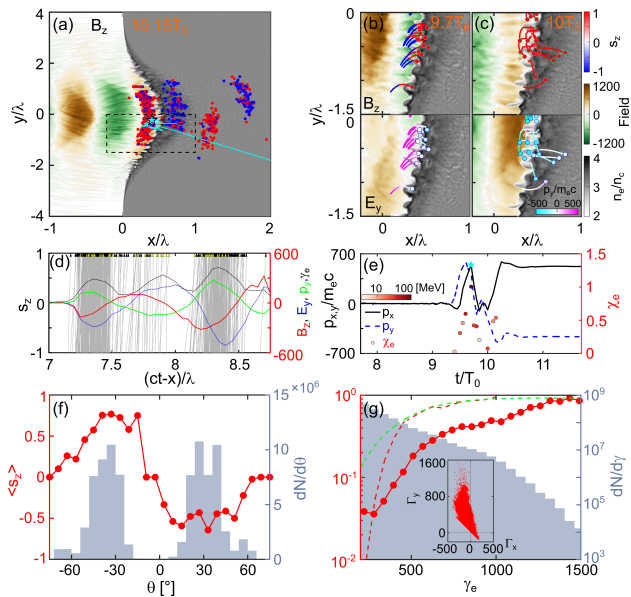 (a) B_z 10.15T_0
y/λ
4
2
0
-2
-4
0 1 2
x/λ
(b) 9.7T_0
(c)
y/λ
0
-1.5
B_z
0
-1.5
E_y
x/λ
x/λ
p_y/m_ec
-500 500
1
0
-1
s_z
1200
0
-1200
Field
4
2
0
n_e/n_c
(d)
s_z
1
0
-1
7 7.5 8 8.5
(ct-x)/λ
600
300
0
-300
-600
B_z, E_y, p_y, γ_e
(e)
p_x,y/m_ec
700
0
-700
10 100 [MeV]
p_x
p_y
χ_e
8 9 10 11
t/T_0
1.5
1
0.5
0
χ_e
(f)
<s_z>
1
0.5
0
-0.5
-1
-60 -30 0 30 60
θ [°]
15 ×10^6
10
5
0
dN/dθ
(g)
10^0
10^-1
10^-2
500 1000 1500
γ_e
10^9
10^7
10^5
10^3
dN/dγ
Γ_y
1600
800
0
-500 0 500
Γ_x